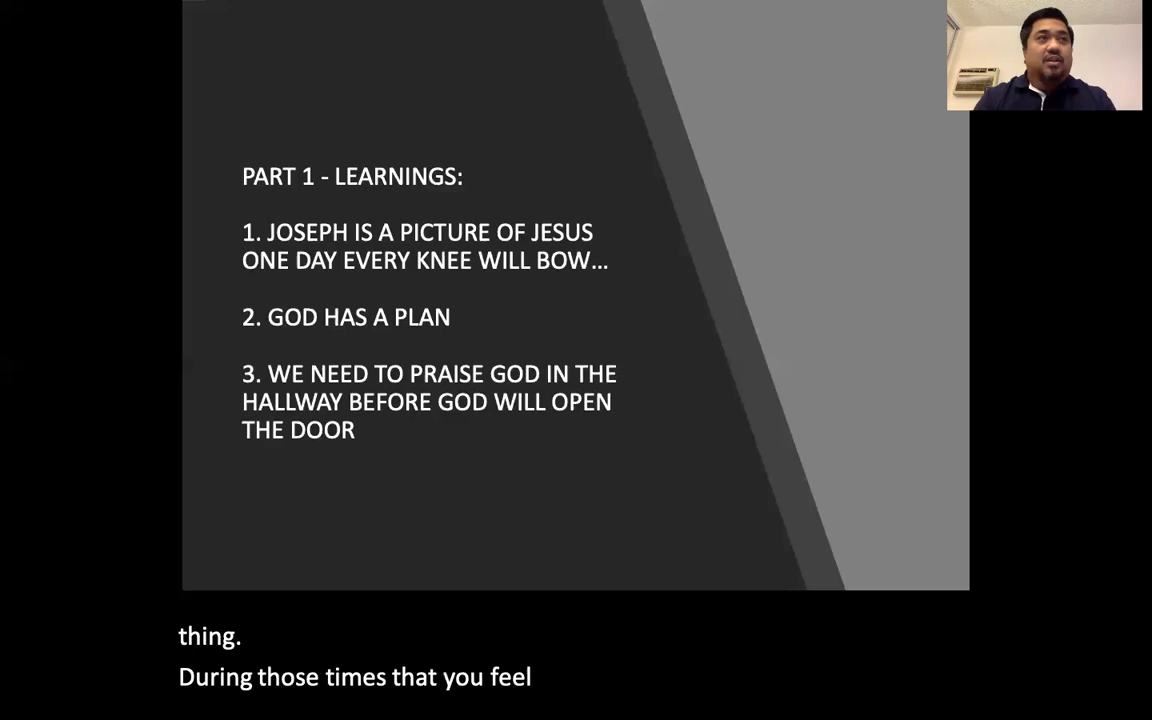 PART 1 - LEARNINGS:
1. JOSEPH IS A PICTURE OF JESUS
ONE DAY EVERY KNEE WILL BOW...
2. GOD HAS A PLAN
3. WE NEED TO PRAISE GOD IN THE
HALLWAY BEFORE GOD WILL OPEN
THE DOOR
thing.
During those times that you feel